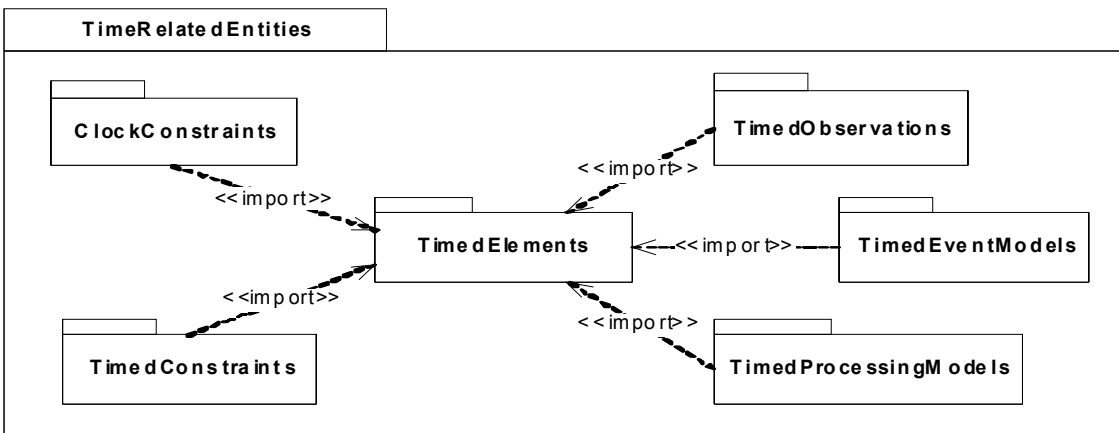 TimeRelatedEntities
ClockConstraints
TimedObservations
<<import>>
<<import>>
TimedElements
<<import>>
TimedEventModels
<<import>>
<<import>>
TimedConstraints
TimedProcessingModels